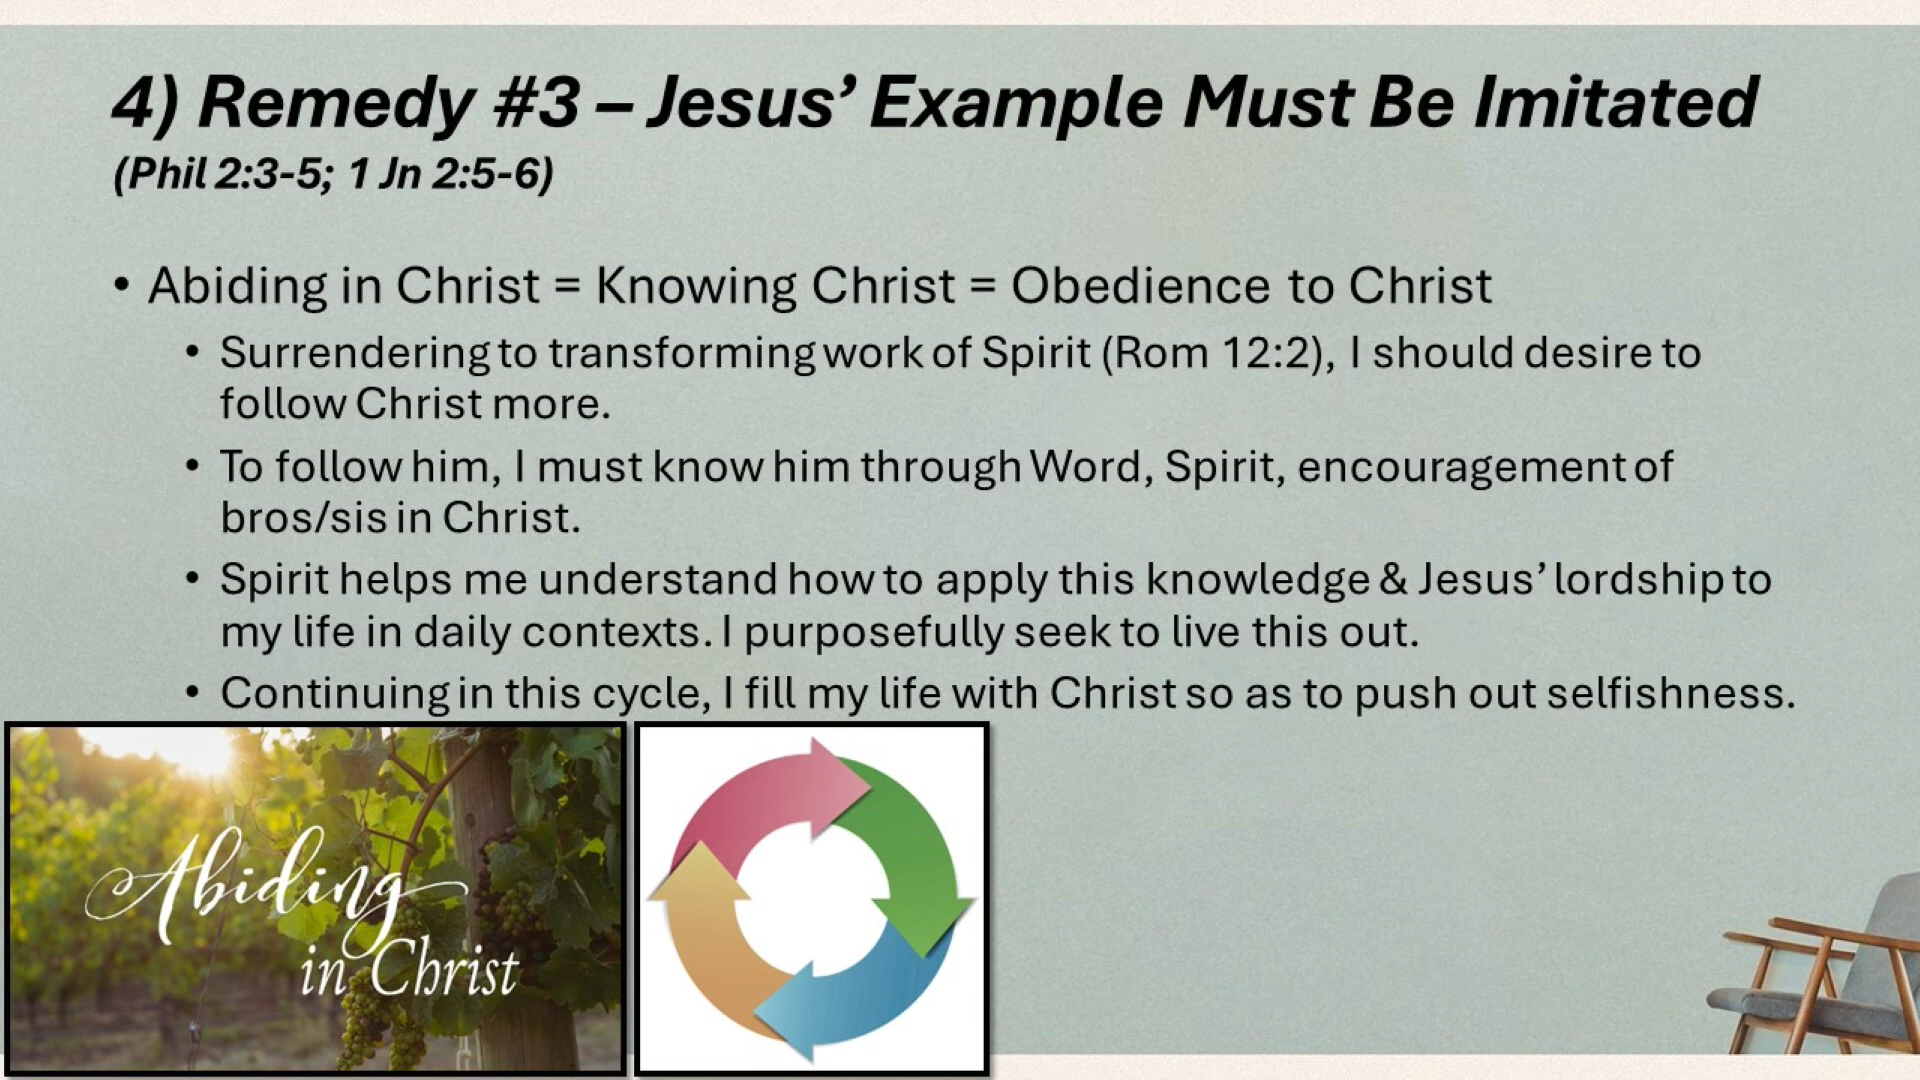 4) Remedy #3 – Jesus’ Example Must Be Imitated
(Phil 2:3-5; 1 Jn 2:5-6)
• Abiding in Christ = Knowing Christ = Obedience to Christ
• Surrendering to transforming work of Spirit (Rom 12:2), I should desire to
follow Christ more.
• To follow him, I must know him through Word, Spirit, encouragement of
bros/sis in Christ.
• Spirit helps me understand how to apply this knowledge & Jesus’ lordship to
my life in daily contexts. I purposefully seek to live this out.
• Continuing in this cycle, I fill my life with Christ so as to push out selfishness.
Abiding
in Christ